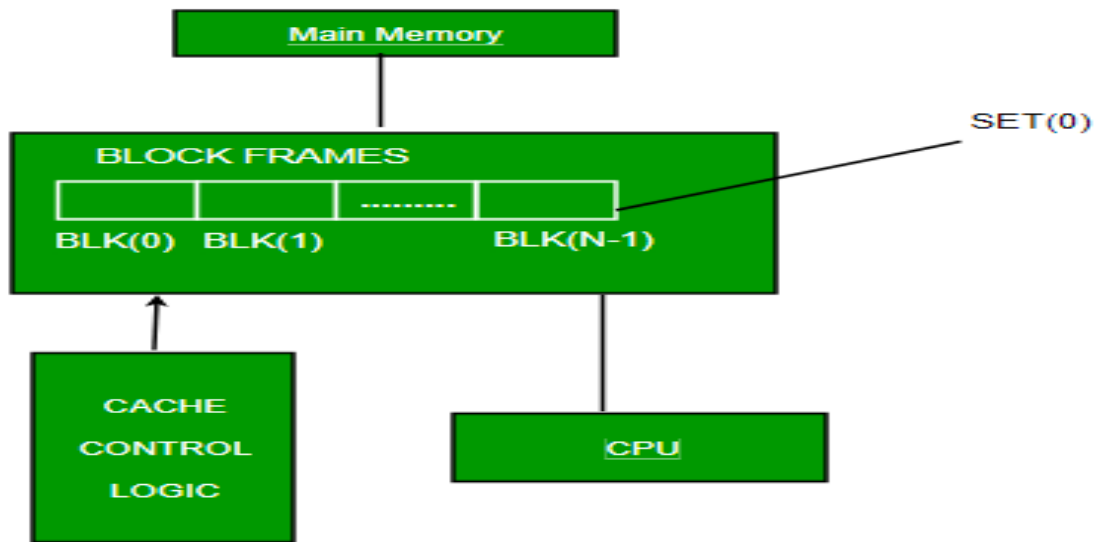 Main Memory
SET(0)
BLOCK FRAMES
.........
BLK(0) BLK(1) BLK(N-1)
CACHE
CONTROL
LOGIC
CPU